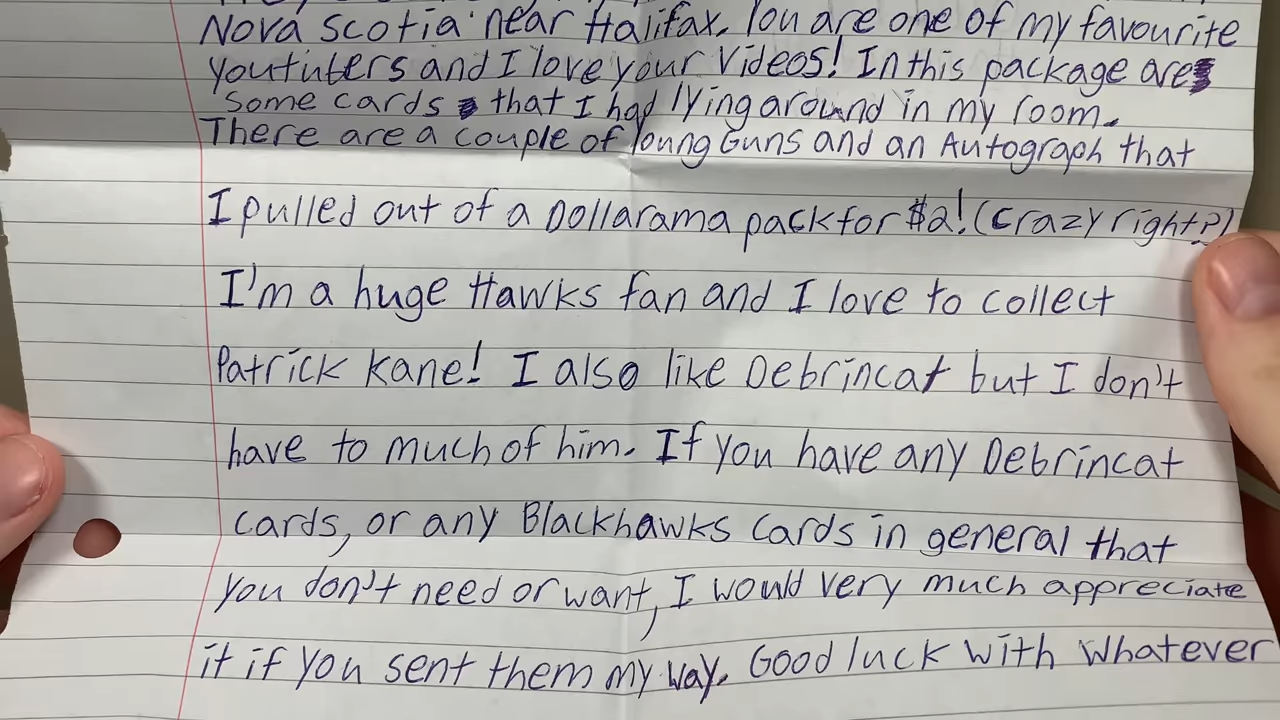 Nova Scotia near Halifax. You are one of my favourite
youtubers and I love your Videos! In this package are
some cards that I had lying around in my room.
There are a couple of Young Guns and an Autograph that
I pulled out of a Dollarama pack for $2! (crazy right?)
I'm a huge Hawks fan and I love to collect
Patrick Kane! I also like Debrincat but I don't
have to much of him. If you have any Debrincat
cards, or any Blackhawks cards in general that
you don't need or want, I would very much appreciate
it if you sent them my way. Good luck with whatever